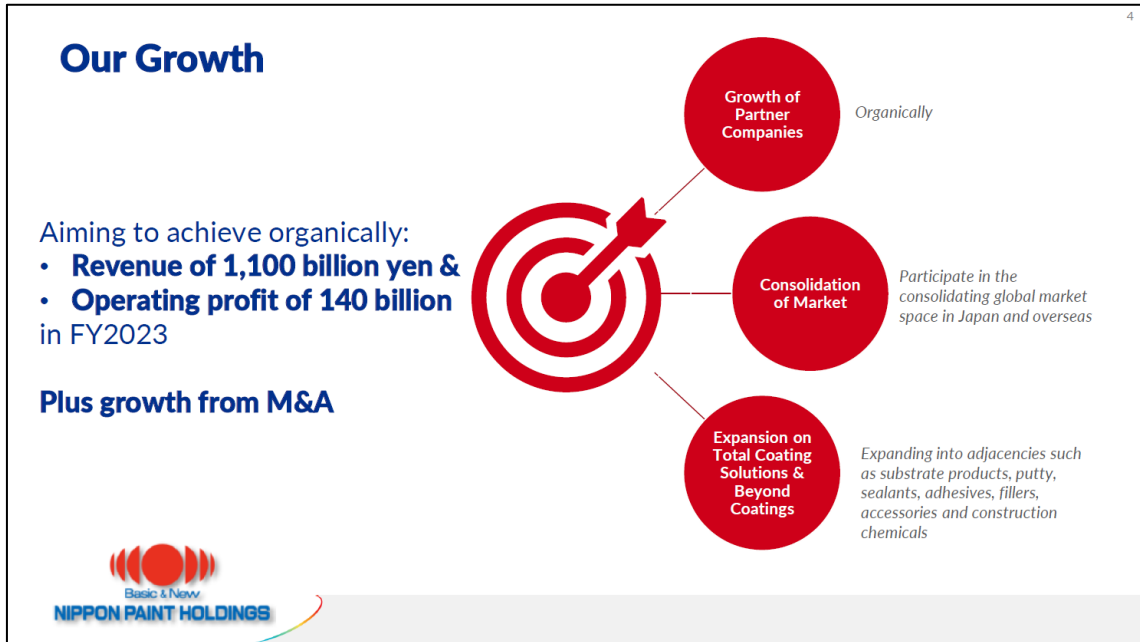 4
Our Growth
Aiming to achieve organically:
• Revenue of 1,100 billion yen &
• Operating profit of 140 billion
in FY2023
Plus growth from M&A
Growth of
Partner
Companies
Organically
Consolidation
of Market
Participate in the
consolidating global market
space in Japan and overseas
Expansion on
Total Coating
Solutions &
Beyond
Coatings
Expanding into adjacencies such
as substrate products, putty,
sealants, adhesives, fillers,
accessories and construction
chemicals
Basic & New
NIPPON PAINT HOLDINGS